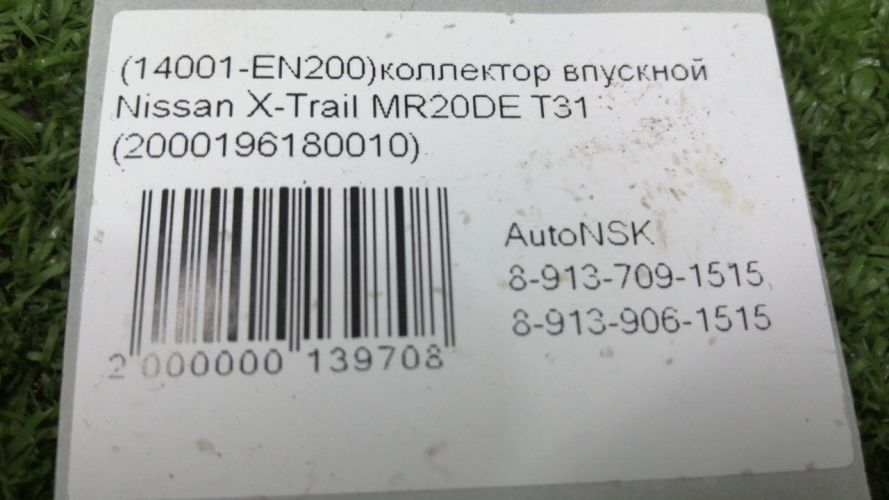 (14001-EN200)коллектор впускной
Nissan X-Trail MR20DE T31
(2000196180010)
AutoNSK
8-913-709-1515,
8-913-906-1515
2 000000 139708